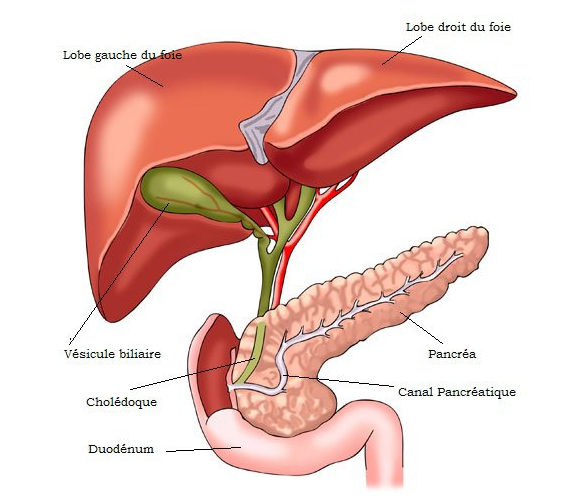 Lobe droit du foie
Lobe gauche du foie
Vésicule biliaire
Pancréa
Canal Pancréatique
Cholédoque
Duodénum